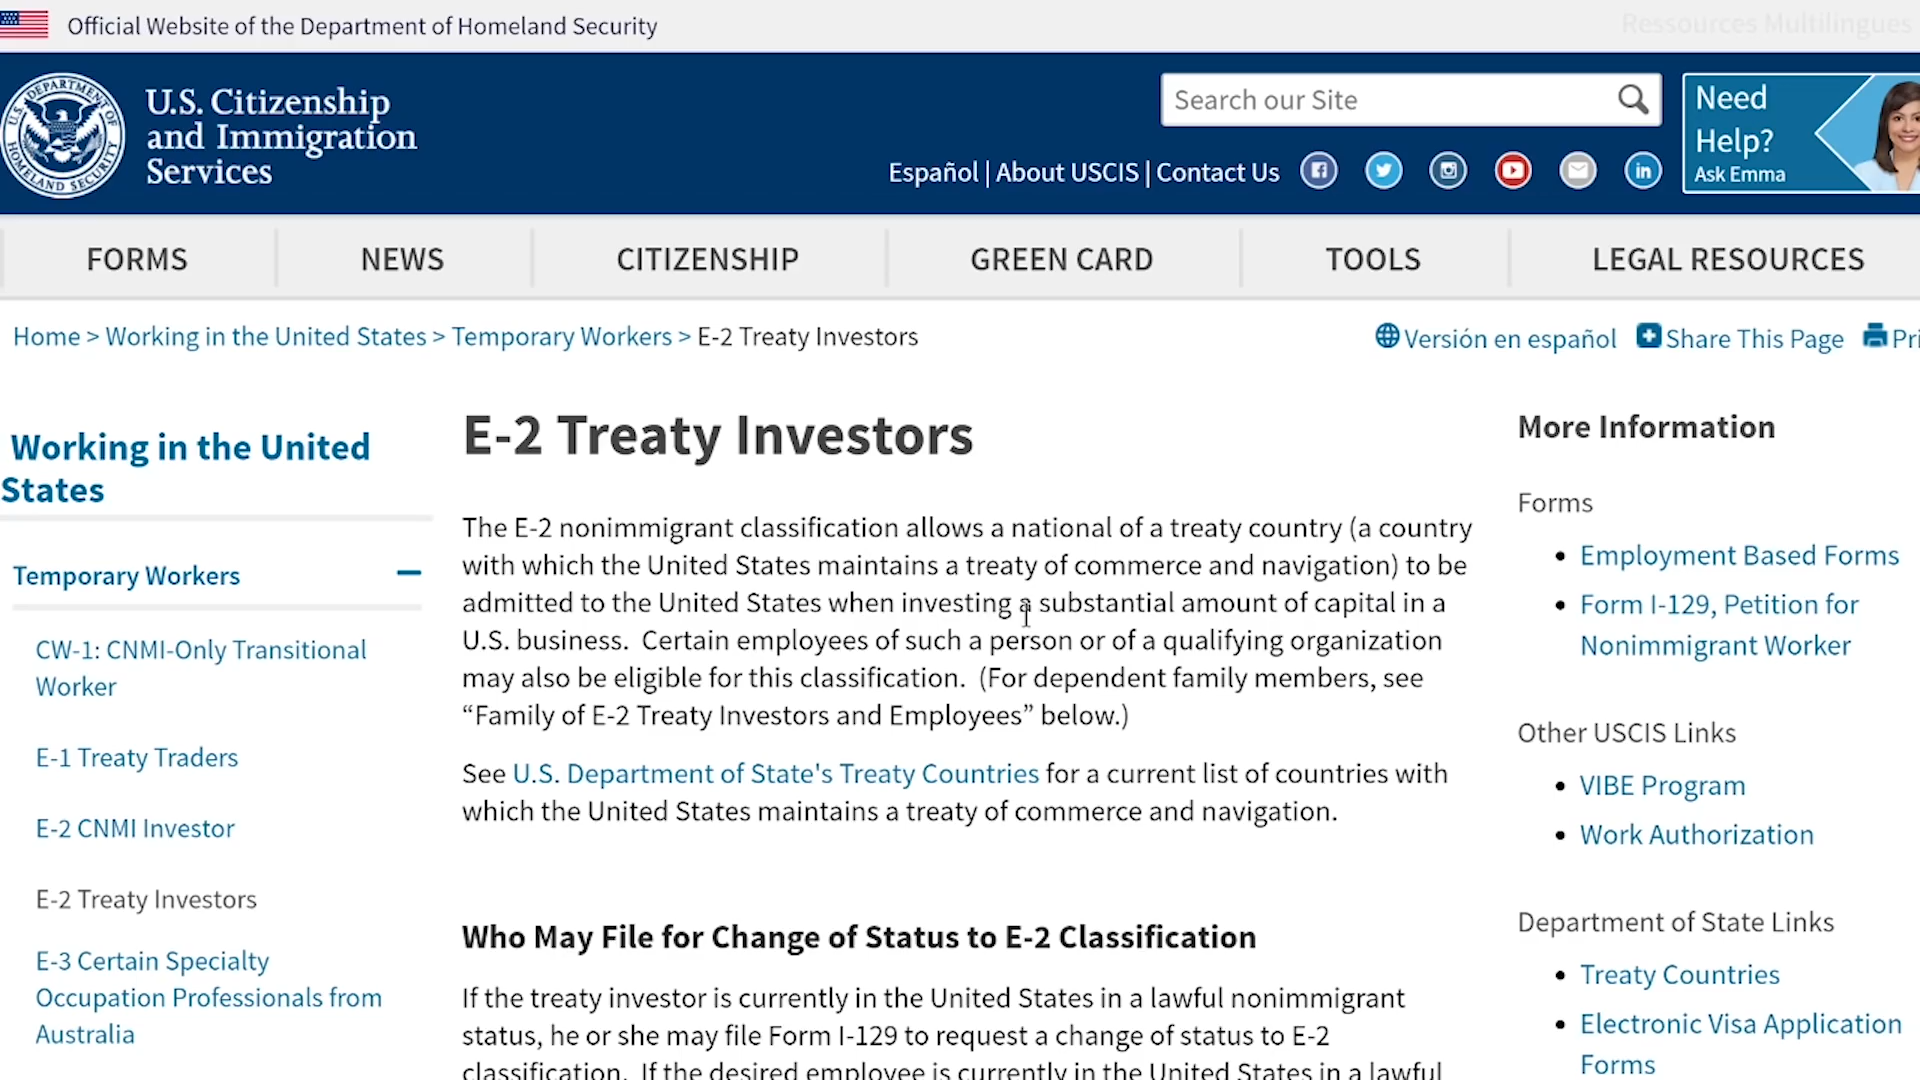 Official Website of the Department of Homeland Security
Ressources Multilingues
U.S. Citizenship
and Immigration
Services
DEPARTMENT OF
HOMELAND SECURITY
Search our Site
Need
Help?
Ask Emma
Español | About USCIS | Contact Us
FORMS
NEWS
CITIZENSHIP
GREEN CARD
TOOLS
LEGAL RESOURCES
Home > Working in the United States > Temporary Workers > E-2 Treaty Investors
Versión en español
Share This Page
Pri
Working in the United
States
Temporary Workers
CW-1: CNMI-Only Transitional
Worker
E-1 Treaty Traders
E-2 CNMI Investor
E-2 Treaty Investors
E-3 Certain Specialty
Occupation Professionals from
Australia
E-2 Treaty Investors
The E-2 nonimmigrant classification allows a national of a treaty country (a country
with which the United States maintains a treaty of commerce and navigation) to be
admitted to the United States when investing a substantial amount of capital in a
U.S. business.  Certain employees of such a person or of a qualifying organization
may also be eligible for this classification.  (For dependent family members, see
“Family of E-2 Treaty Investors and Employees” below.)
See U.S. Department of State's Treaty Countries for a current list of countries with
which the United States maintains a treaty of commerce and navigation.
Who May File for Change of Status to E-2 Classification
If the treaty investor is currently in the United States in a lawful nonimmigrant
status, he or she may file Form I-129 to request a change of status to E-2
classification.  If the desired employee is currently in the United States in a lawful
More Information
Forms
• Employment Based Forms
• Form I-129, Petition for
Nonimmigrant Worker
Other USCIS Links
• VIBE Program
• Work Authorization
Department of State Links
• Treaty Countries
• Electronic Visa Application
Forms